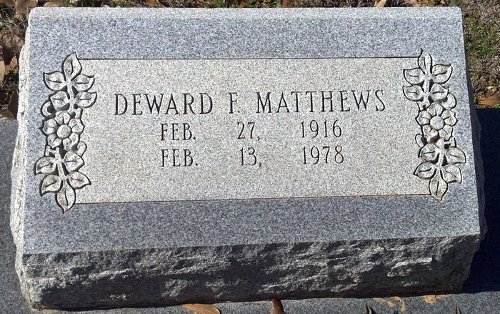 DEWARD F. MATTHEWS
FEB. 27, 1916
FEB. 13, 1978